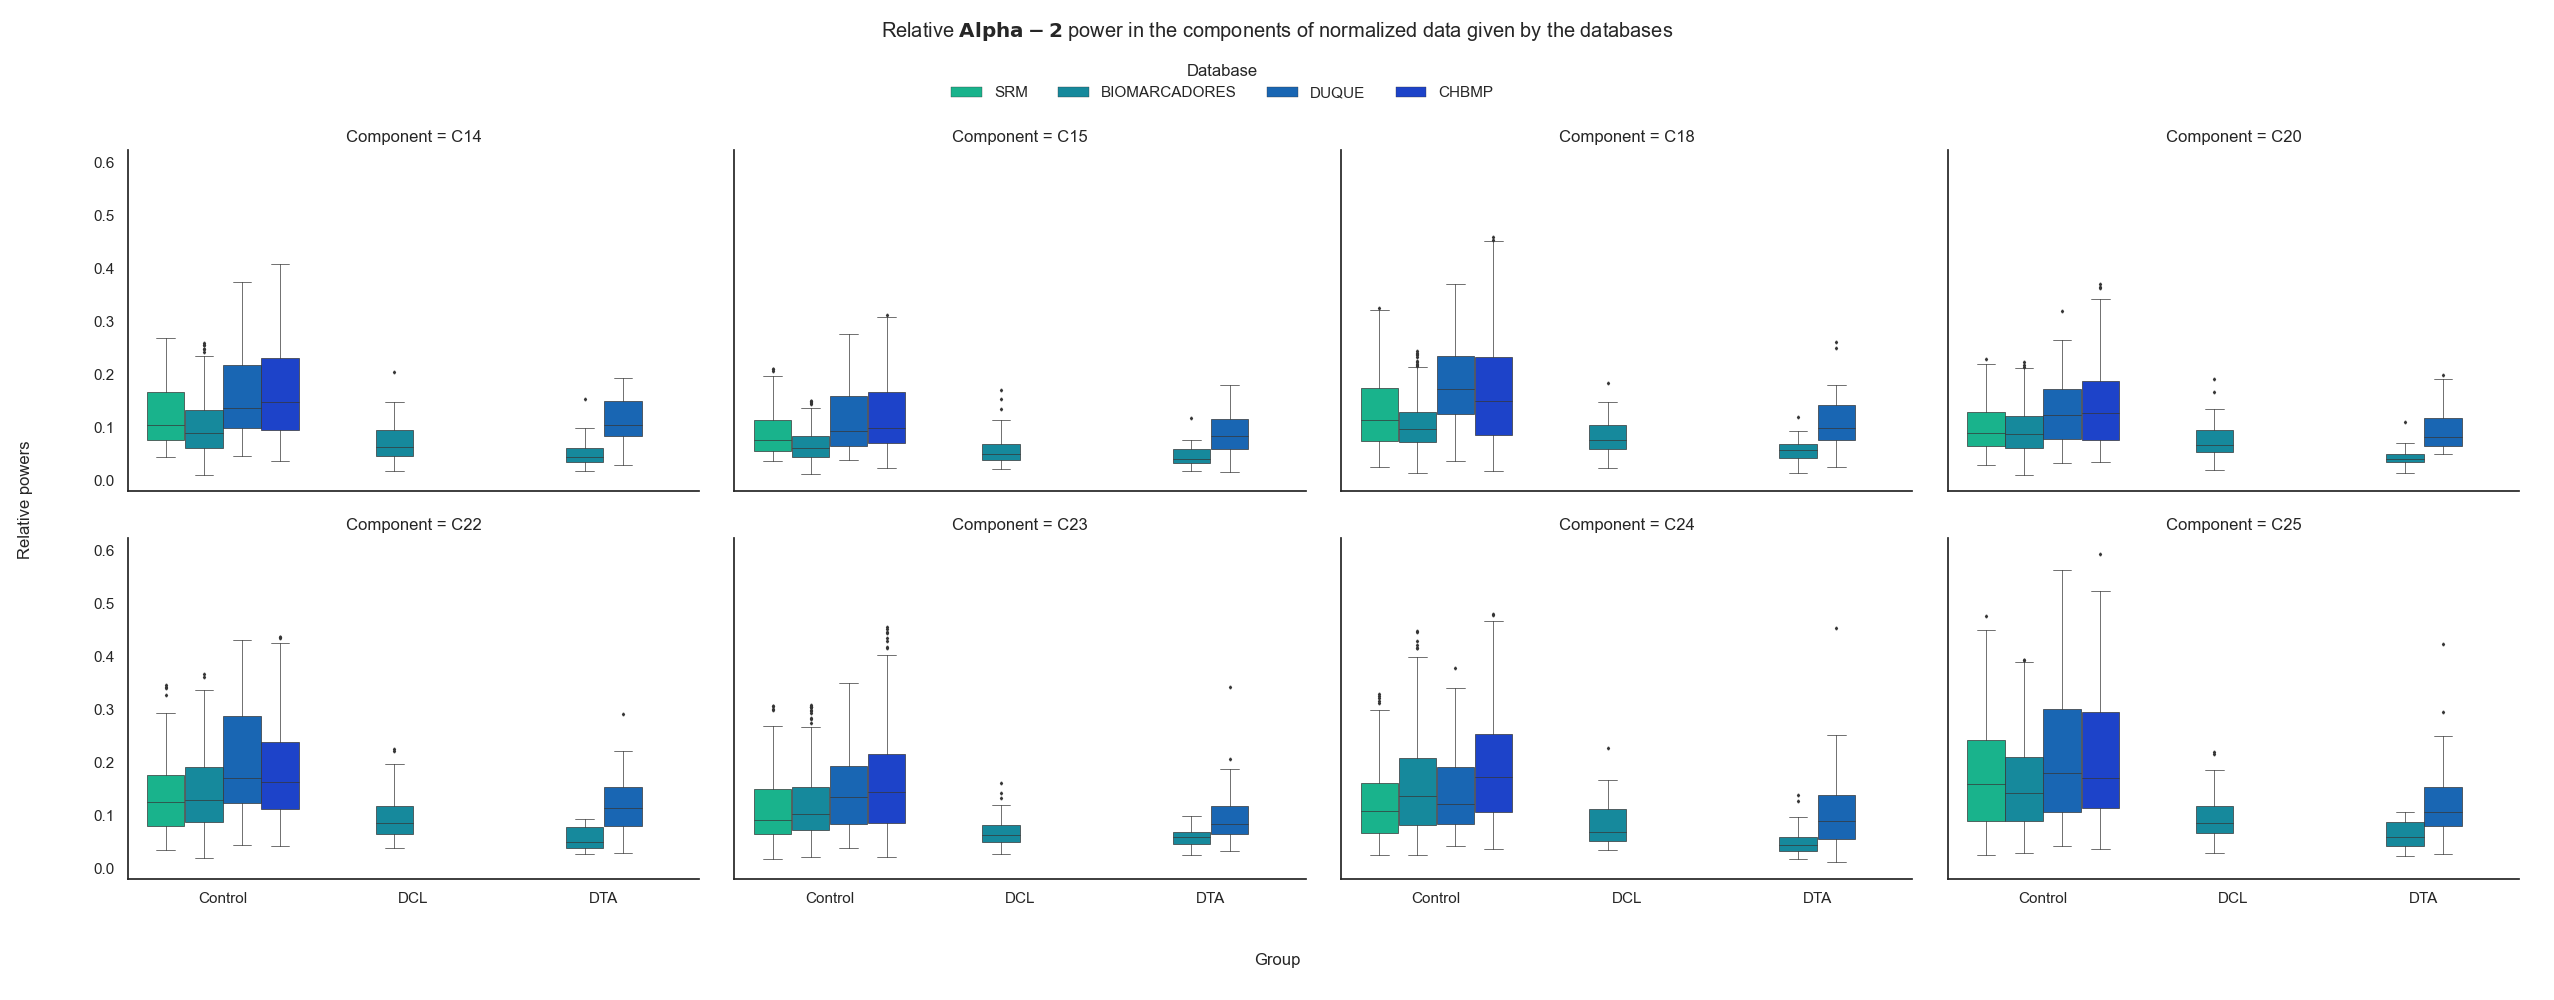 Relative Alpha − 2 power in the components of normalized data given by the databases
Database
SRM BIOMARCADORES DUQUE CHBMP
Component = C14 Component = C15 Component = C18 Component = C20
0.6
0.5
0.4
0.3
0.2
0.1
0.0
Relative powers
Component = C22 Component = C23 Component = C24 Component = C25
0.6
0.5
0.4
0.3
0.2
0.1
0.0
Control DCL DTA Control DCL DTA Control DCL DTA Control DCL DTA
Group